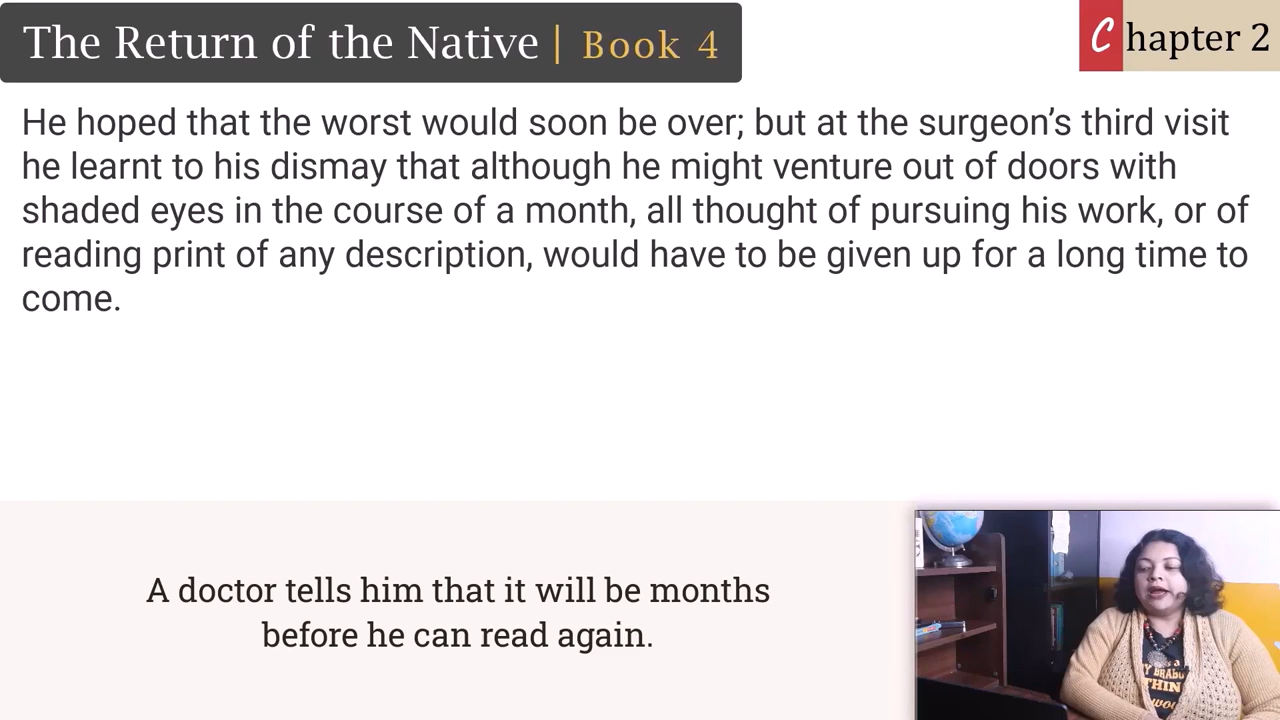 The Return of the Native | Book 4
Chapter 2
He hoped that the worst would soon be over; but at the surgeon’s third visit
he learnt to his dismay that although he might venture out of doors with
shaded eyes in the course of a month, all thought of pursuing his work, or of
reading print of any description, would have to be given up for a long time to
come.
A doctor tells him that it will be months
before he can read again.